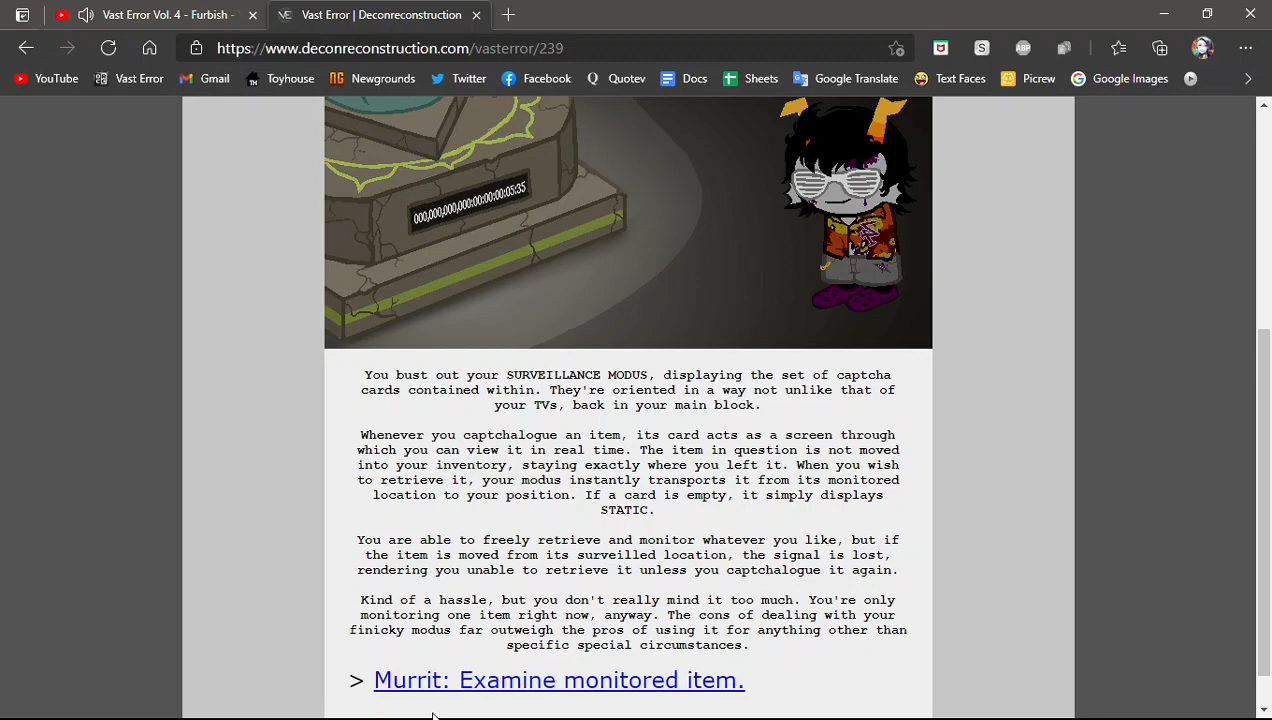 Vast Error Vol. 4 - Furbish -
Vast Error | Deconreconstruction
https://www.deconreconstruction.com/vasterror/239
YouTube
Vast Error
Gmail
Toyhouse
Newgrounds
Twitter
Facebook
Quotev
Docs
Sheets
Google Translate
Text Faces
Picrew
Google Images
000,000,000,000:00:00:00:05:35
You bust out your SURVEILLANCE MODUS, displaying the set of captcha
cards contained within. They're oriented in a way not unlike that of
your TVs, back in your main block.
Whenever you captchalogue an item, its card acts as a screen through
which you can view it in real time. The item in question is not moved
into your inventory, staying exactly where you left it. When you wish
to retrieve it, your modus instantly transports it from its monitored
location to your position. If a card is empty, it simply displays
STATIC.
You are able to freely retrieve and monitor whatever you like, but if
the item is moved from its surveilled location, the signal is lost,
rendering you unable to retrieve it unless you captchalogue it again.
Kind of a hassle, but you don't really mind it too much. You're only
monitoring one item right now, anyway. The cons of dealing with your
finicky modus far outweigh the pros of using it for anything other than
specific special circumstances.
> Murrit: Examine monitored item.